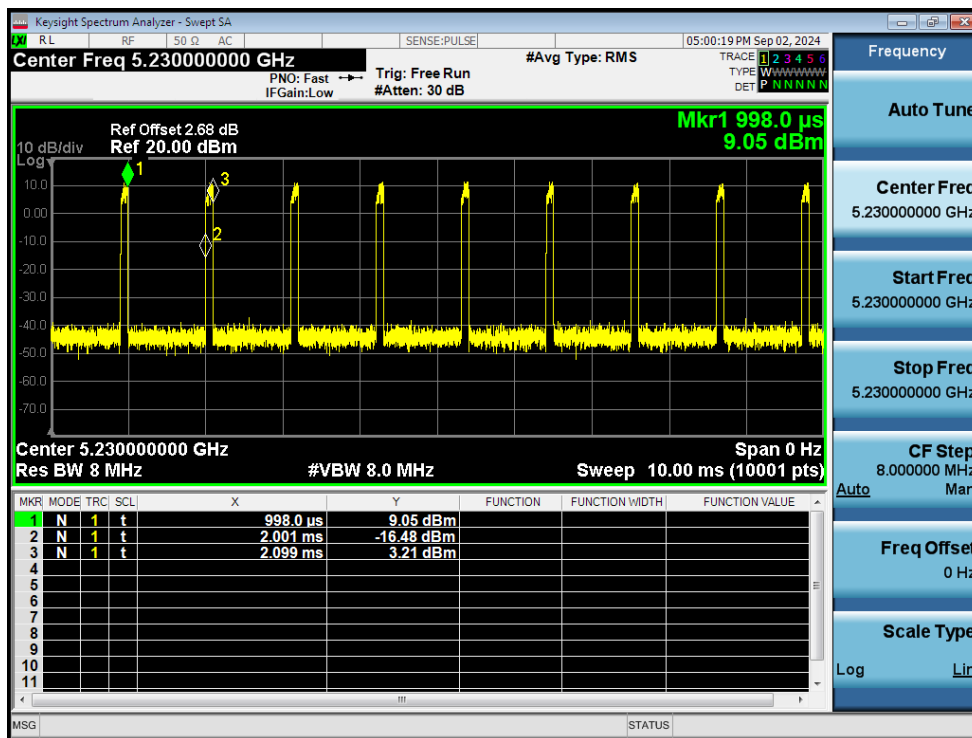 Keysight Spectrum Analyzer - Swept SA
LXI RL RF 50 Ω AC SENSE:PULSE 05:00:19 PM Sep 02, 2024
Center Freq 5.230000000 GHz #Avg Type: RMS TRACE 1 2 3 4 5 6
PNO: Fast Trig: Free Run TYPE WWWWWW
IFGain:Low #Atten: 30 dB DET P N N N N N
Mkr1 998.0 µs
Ref Offset 2.68 dB 9.05 dBm
10 dB/div Ref 20.00 dBm
Log
1
3
10.0
0.00
2
-10.0
-20.0
-30.0
-40.0
-50.0
-60.0
-70.0
Center 5.230000000 GHz Span 0 Hz
Res BW 8 MHz #VBW 8.0 MHz Sweep 10.00 ms (10001 pts)
MKR MODE TRC SCL X Y FUNCTION FUNCTION WIDTH FUNCTION VALUE
1 N 1 t 998.0 µs 9.05 dBm
2 N 1 t 2.001 ms -16.48 dBm
3 N 1 t 2.099 ms 3.21 dBm
4
5
6
7
8
9
10
11
MSG STATUS
Frequency
Auto Tune
Center Freq
5.230000000 GHz
Start Freq
5.230000000 GHz
Stop Freq
5.230000000 GHz
CF Step
8.000000 MHz
Auto Man
Freq Offset
0 Hz
Scale Type
Log Lin